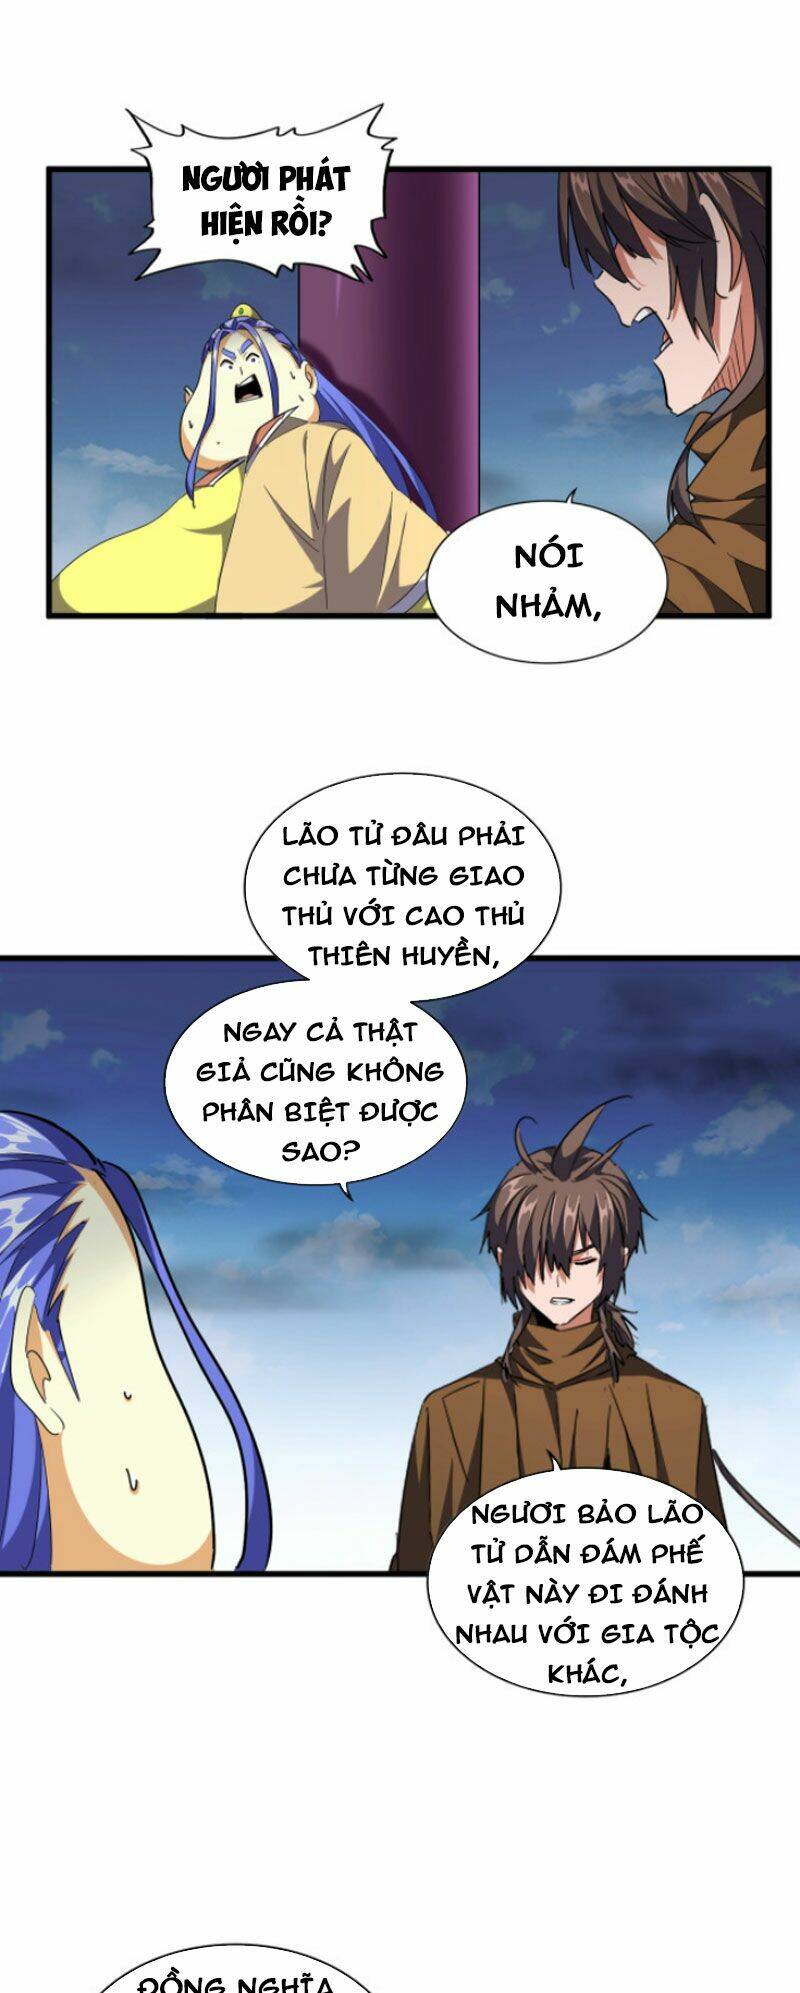 NGƯƠI PHÁT
HIỆN RỒI?
NÓI
NHẢM,
LÃO TỬ ĐÂU PHẢI
CHƯA TỪNG GIAO
THỦ VỚI CAO THỦ
THIÊN HUYỀN,
NGAY CẢ THẬT
GIẢ CŨNG KHÔNG
PHÂN BIỆT ĐƯỢC
SAO?
NGƯƠI BẢO LÃO
TỬ DẪN ĐÁM PHẾ
VẬT NÀY ĐI ĐÁNH
NHAU VỚI GIA TỘC
KHÁC,
ĐỒNG NGHĨA